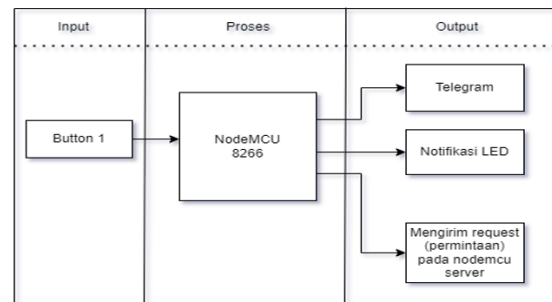 Input
Proses
Output
Button 1
NodeMCU
8266
Telegram
Notifikasi LED
Mengirim request
(permintaan)
pada nodemcu
server